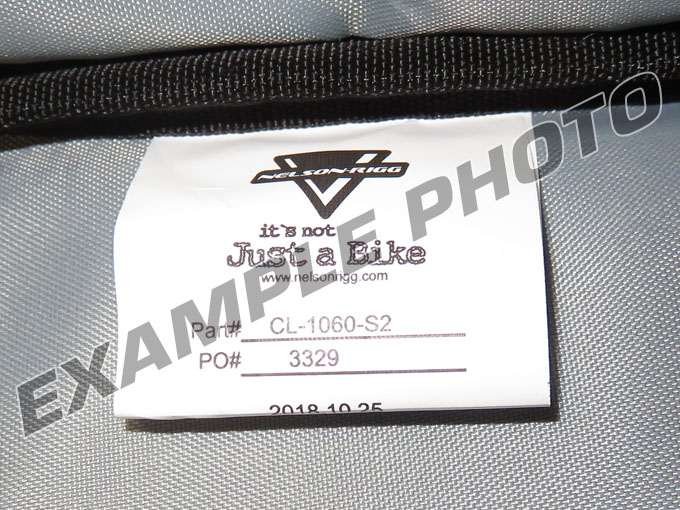 NELSON-RIGG
it's not
Just a Bike
www.nelsonrigg.com
Part# CL-1060-S2
PO# 3329
2018.10.25
EXAMPLE PHOTO